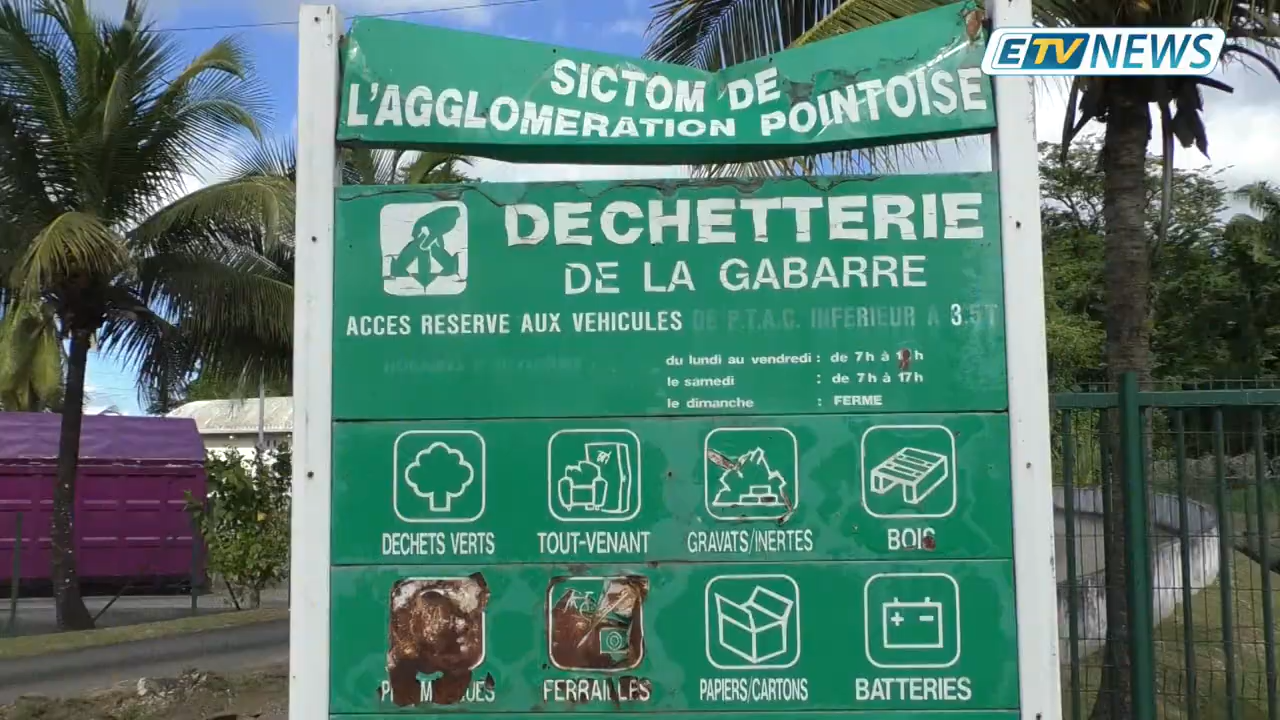 ETV NEWS
SICTOM DE
L'AGGLOMERATION POINTOISE
DECHETTERIE
DE LA GABARRE
ACCES RESERVE AUX VEHICULES DE P.T.A.C. INFERIEUR A 3.5T
du lundi au vendredi : de 7h à h
le samedi : de 7h à 17h
le dimanche : FERME
DECHETS VERTS
TOUT-VENANT
GRAVATS/INERTES
BOIS
FERRAILLES
PAPIERS/CARTONS
BATTERIES